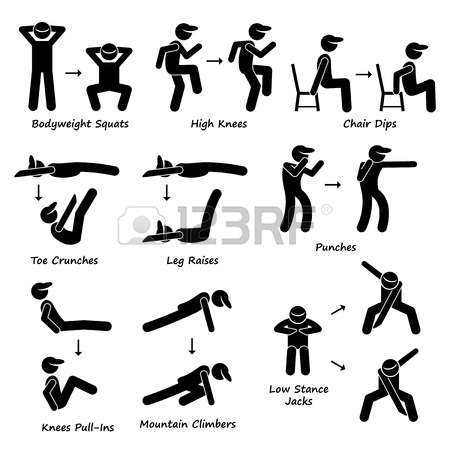 Bodyweight Squats
High Knees
Chair Dips
123RF
Toe Crunches
Leg Raises
Punches
Knees Pull-Ins
Mountain Climbers
Low Stance
Jacks